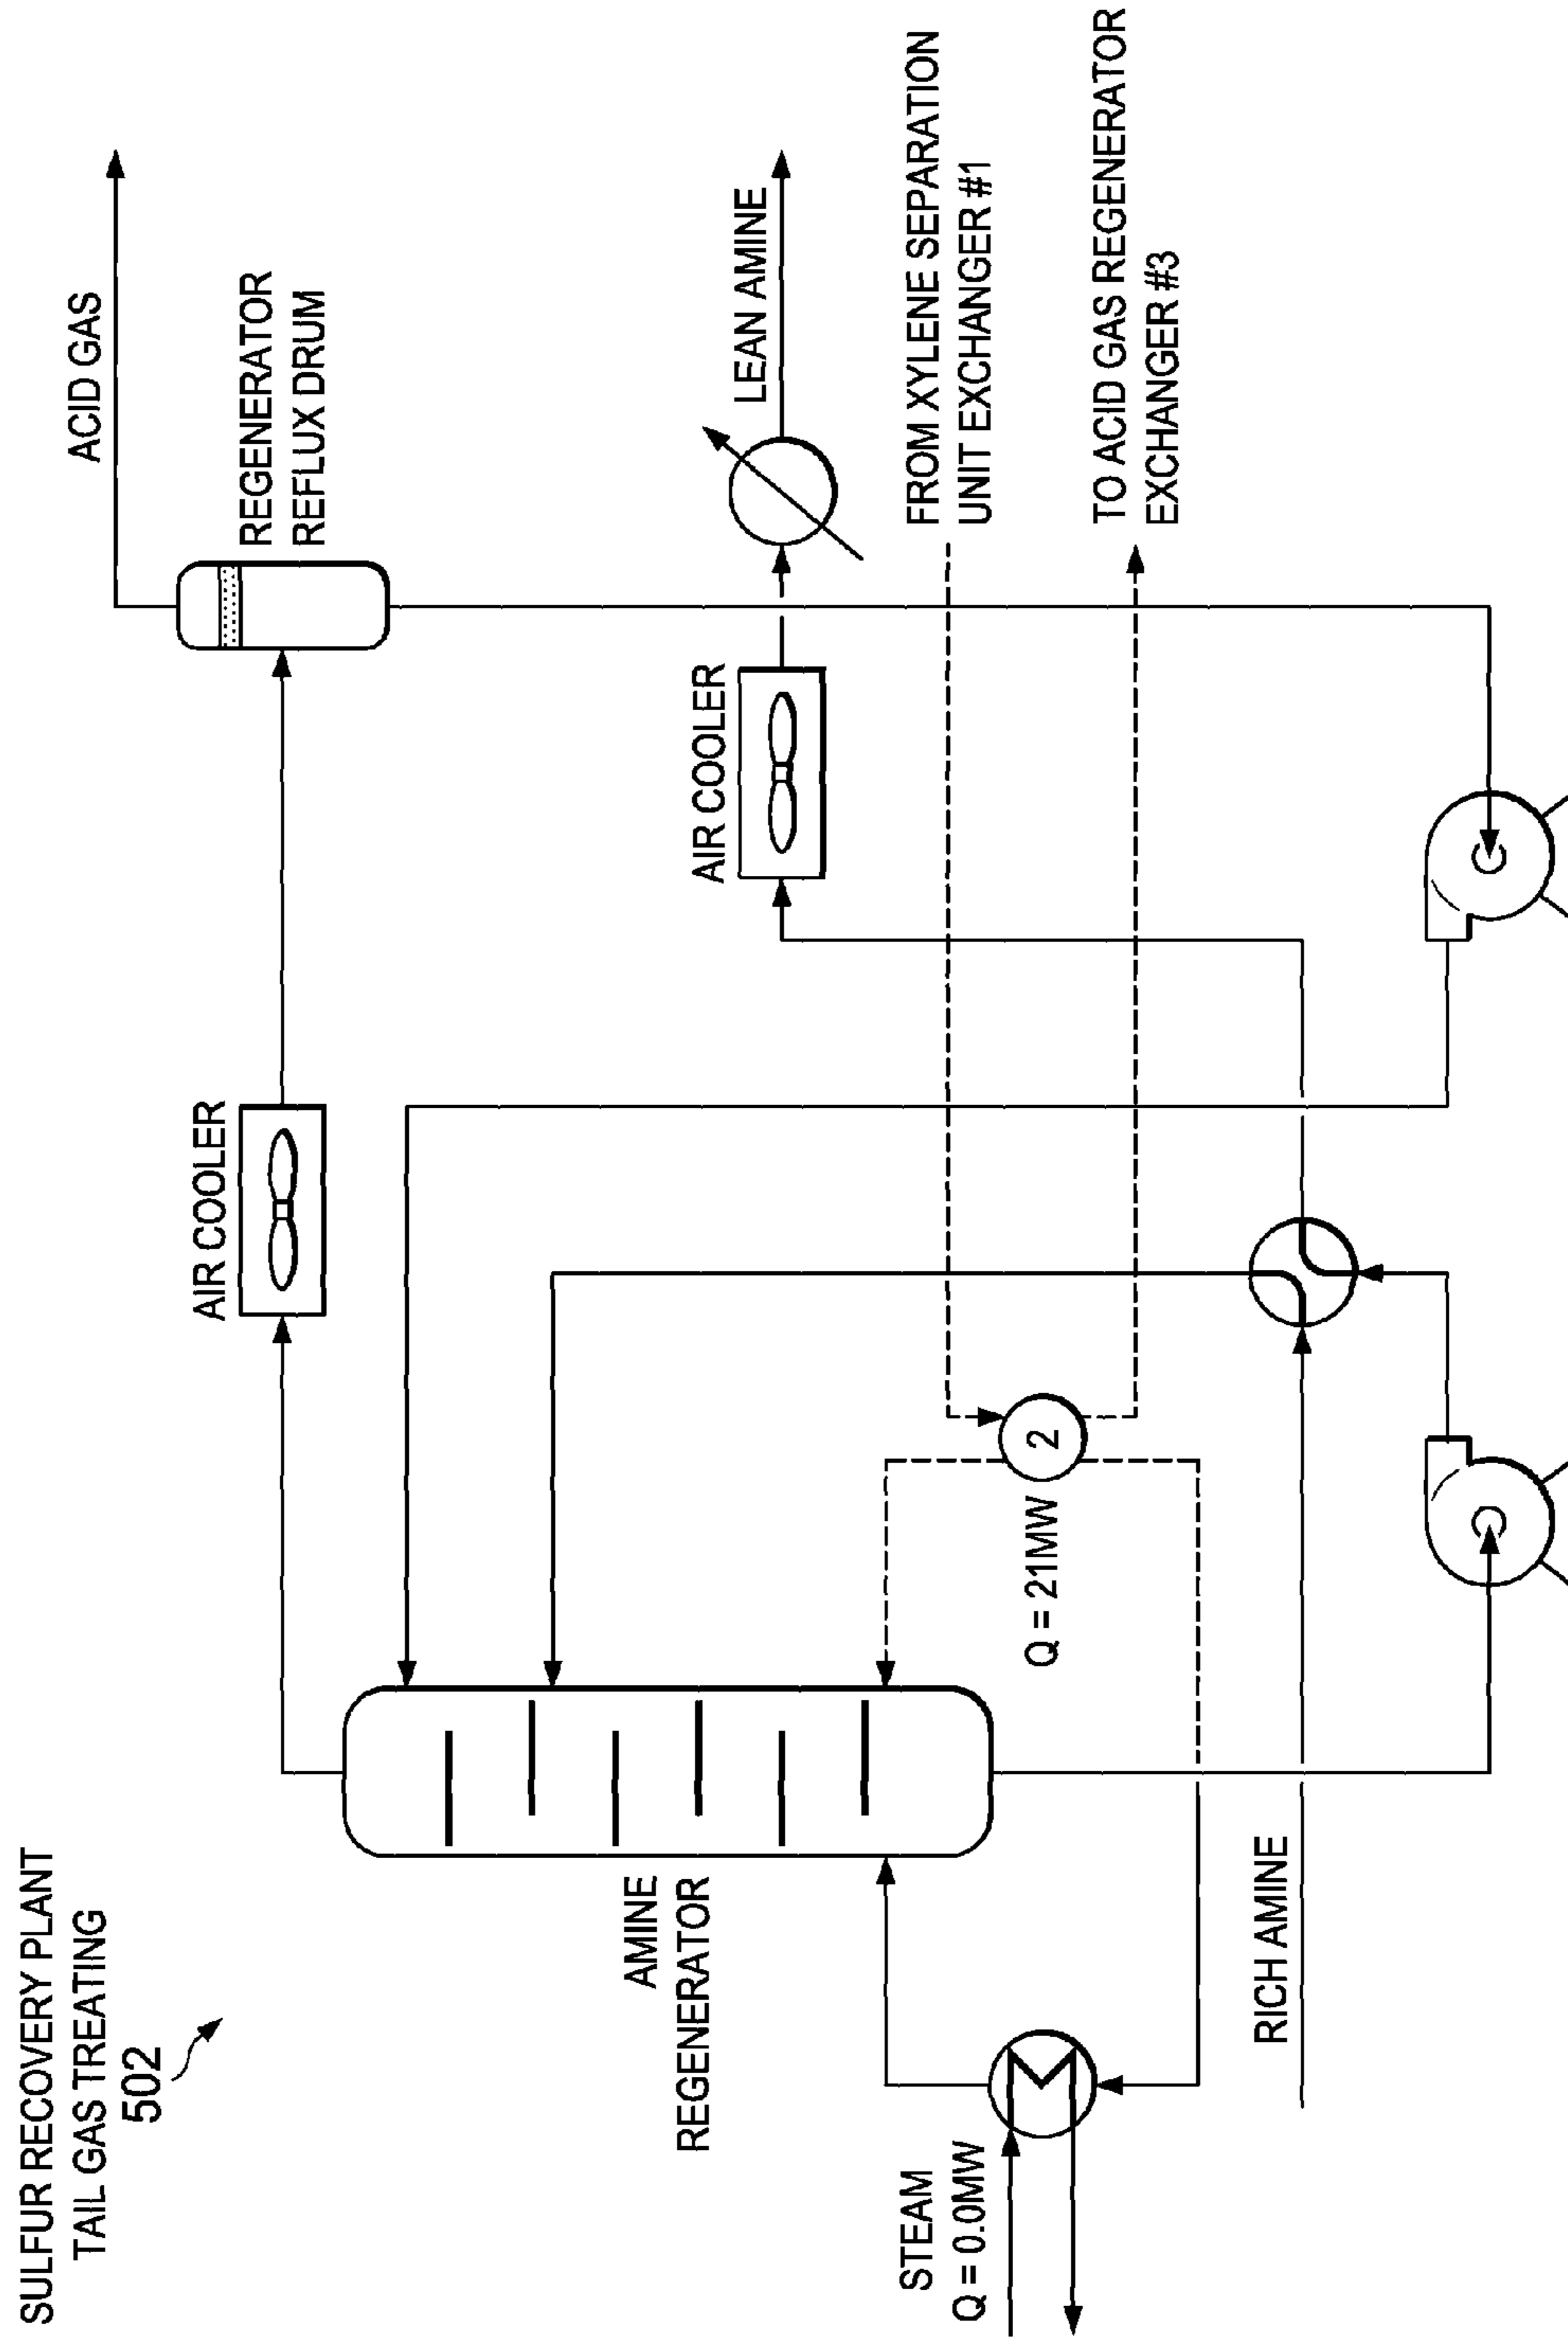 SULFUR RECOVERY PLANT
TAIL GAS TREATING
502
ACID GAS
AIR COOLER
REGENERATOR
REFLUX DRUM
AMINE
REGENERATOR
AIR COOLER
LEAN AMINE
STEAM
Q = 0.0MW
Q = 21MW
2
FROM XYLENE SEPARATION
UNIT EXCHANGER #1
TO ACID GAS REGENERATOR
EXCHANGER #3
RICH AMINE